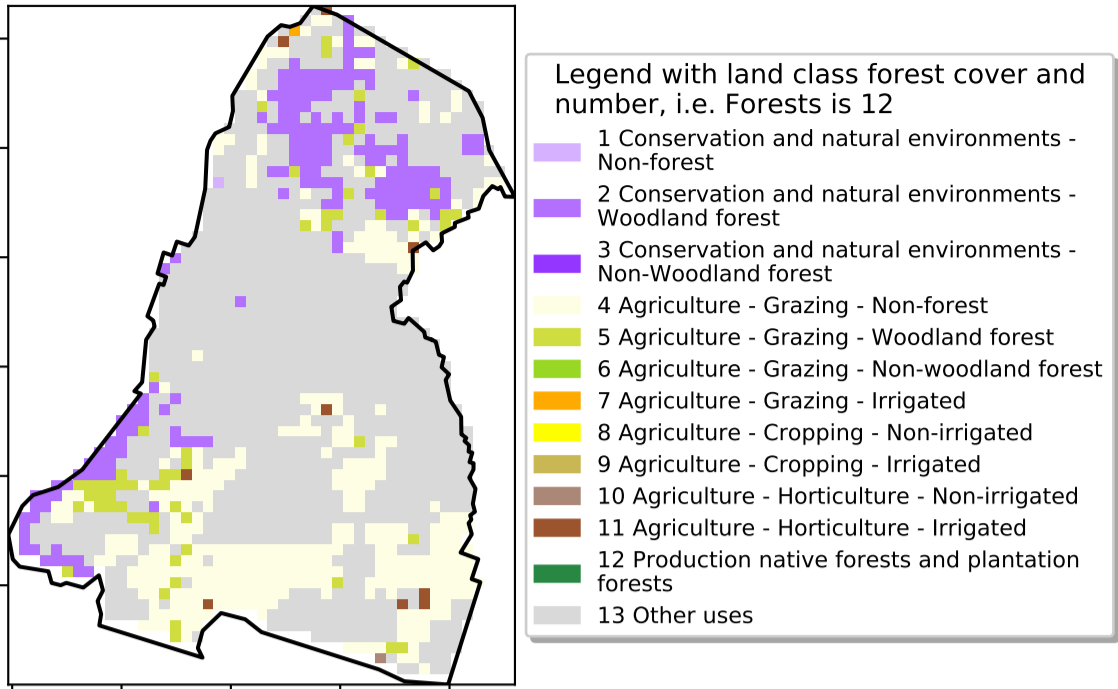 Legend with land class forest cover and
number, i.e. Forests is 12
1 Conservation and natural environments -
Non-forest
2 Conservation and natural environments -
Woodland forest
3 Conservation and natural environments -
Non-Woodland forest
4 Agriculture - Grazing - Non-forest
5 Agriculture - Grazing - Woodland forest
6 Agriculture - Grazing - Non-woodland forest
7 Agriculture - Grazing - Irrigated
8 Agriculture - Cropping - Non-irrigated
9 Agriculture - Cropping - Irrigated
10 Agriculture - Horticulture - Non-irrigated
11 Agriculture - Horticulture - Irrigated
12 Production native forests and plantation
forests
13 Other uses